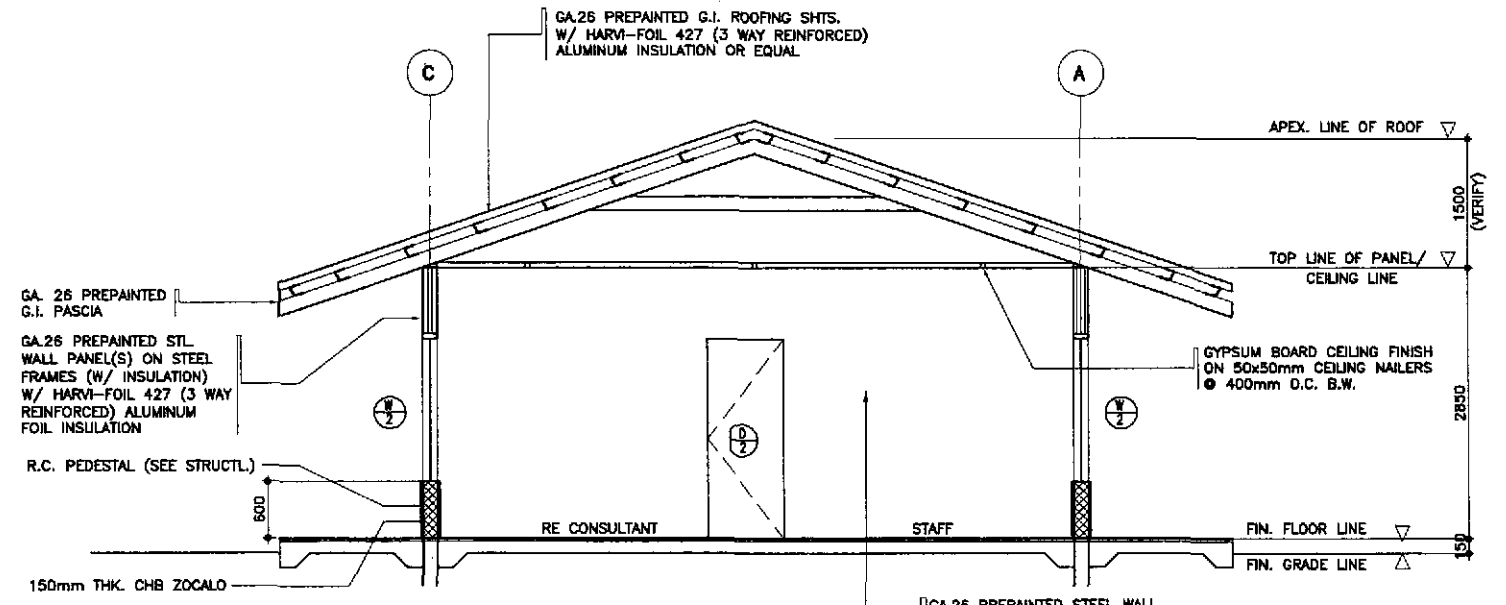 GA.26 PREPAINTED G.I. ROOFING SHTS.
W/ HARVI-FOIL 427 (3 WAY REINFORCED)
ALUMINUM INSULATION OR EQUAL
C
A
APEX. LINE OF ROOF
1500
(VERIFY)
TOP LINE OF PANEL/
CEILING LINE
GA. 26 PREPAINTED
G.I. PASCIA
GA.26 PREPAINTED STL.
WALL PANEL(S) ON STEEL
FRAMES (W/ INSULATION)
W/ HARVI-FOIL 427 (3 WAY
REINFORCED) ALUMINUM
FOIL INSULATION
GYPSUM BOARD CEILING FINISH
ON 50x50mm CEILING NAILERS
@ 400mm O.C. B.W.
W
2
D
2
W
2
2850
R.C. PEDESTAL (SEE STRUCTL.)
600
RE CONSULTANT
STAFF
FIN. FLOOR LINE
150
FIN. GRADE LINE
150mm THK. CHB ZOCALO
GA.26 PREPAINTED STEEL WALL